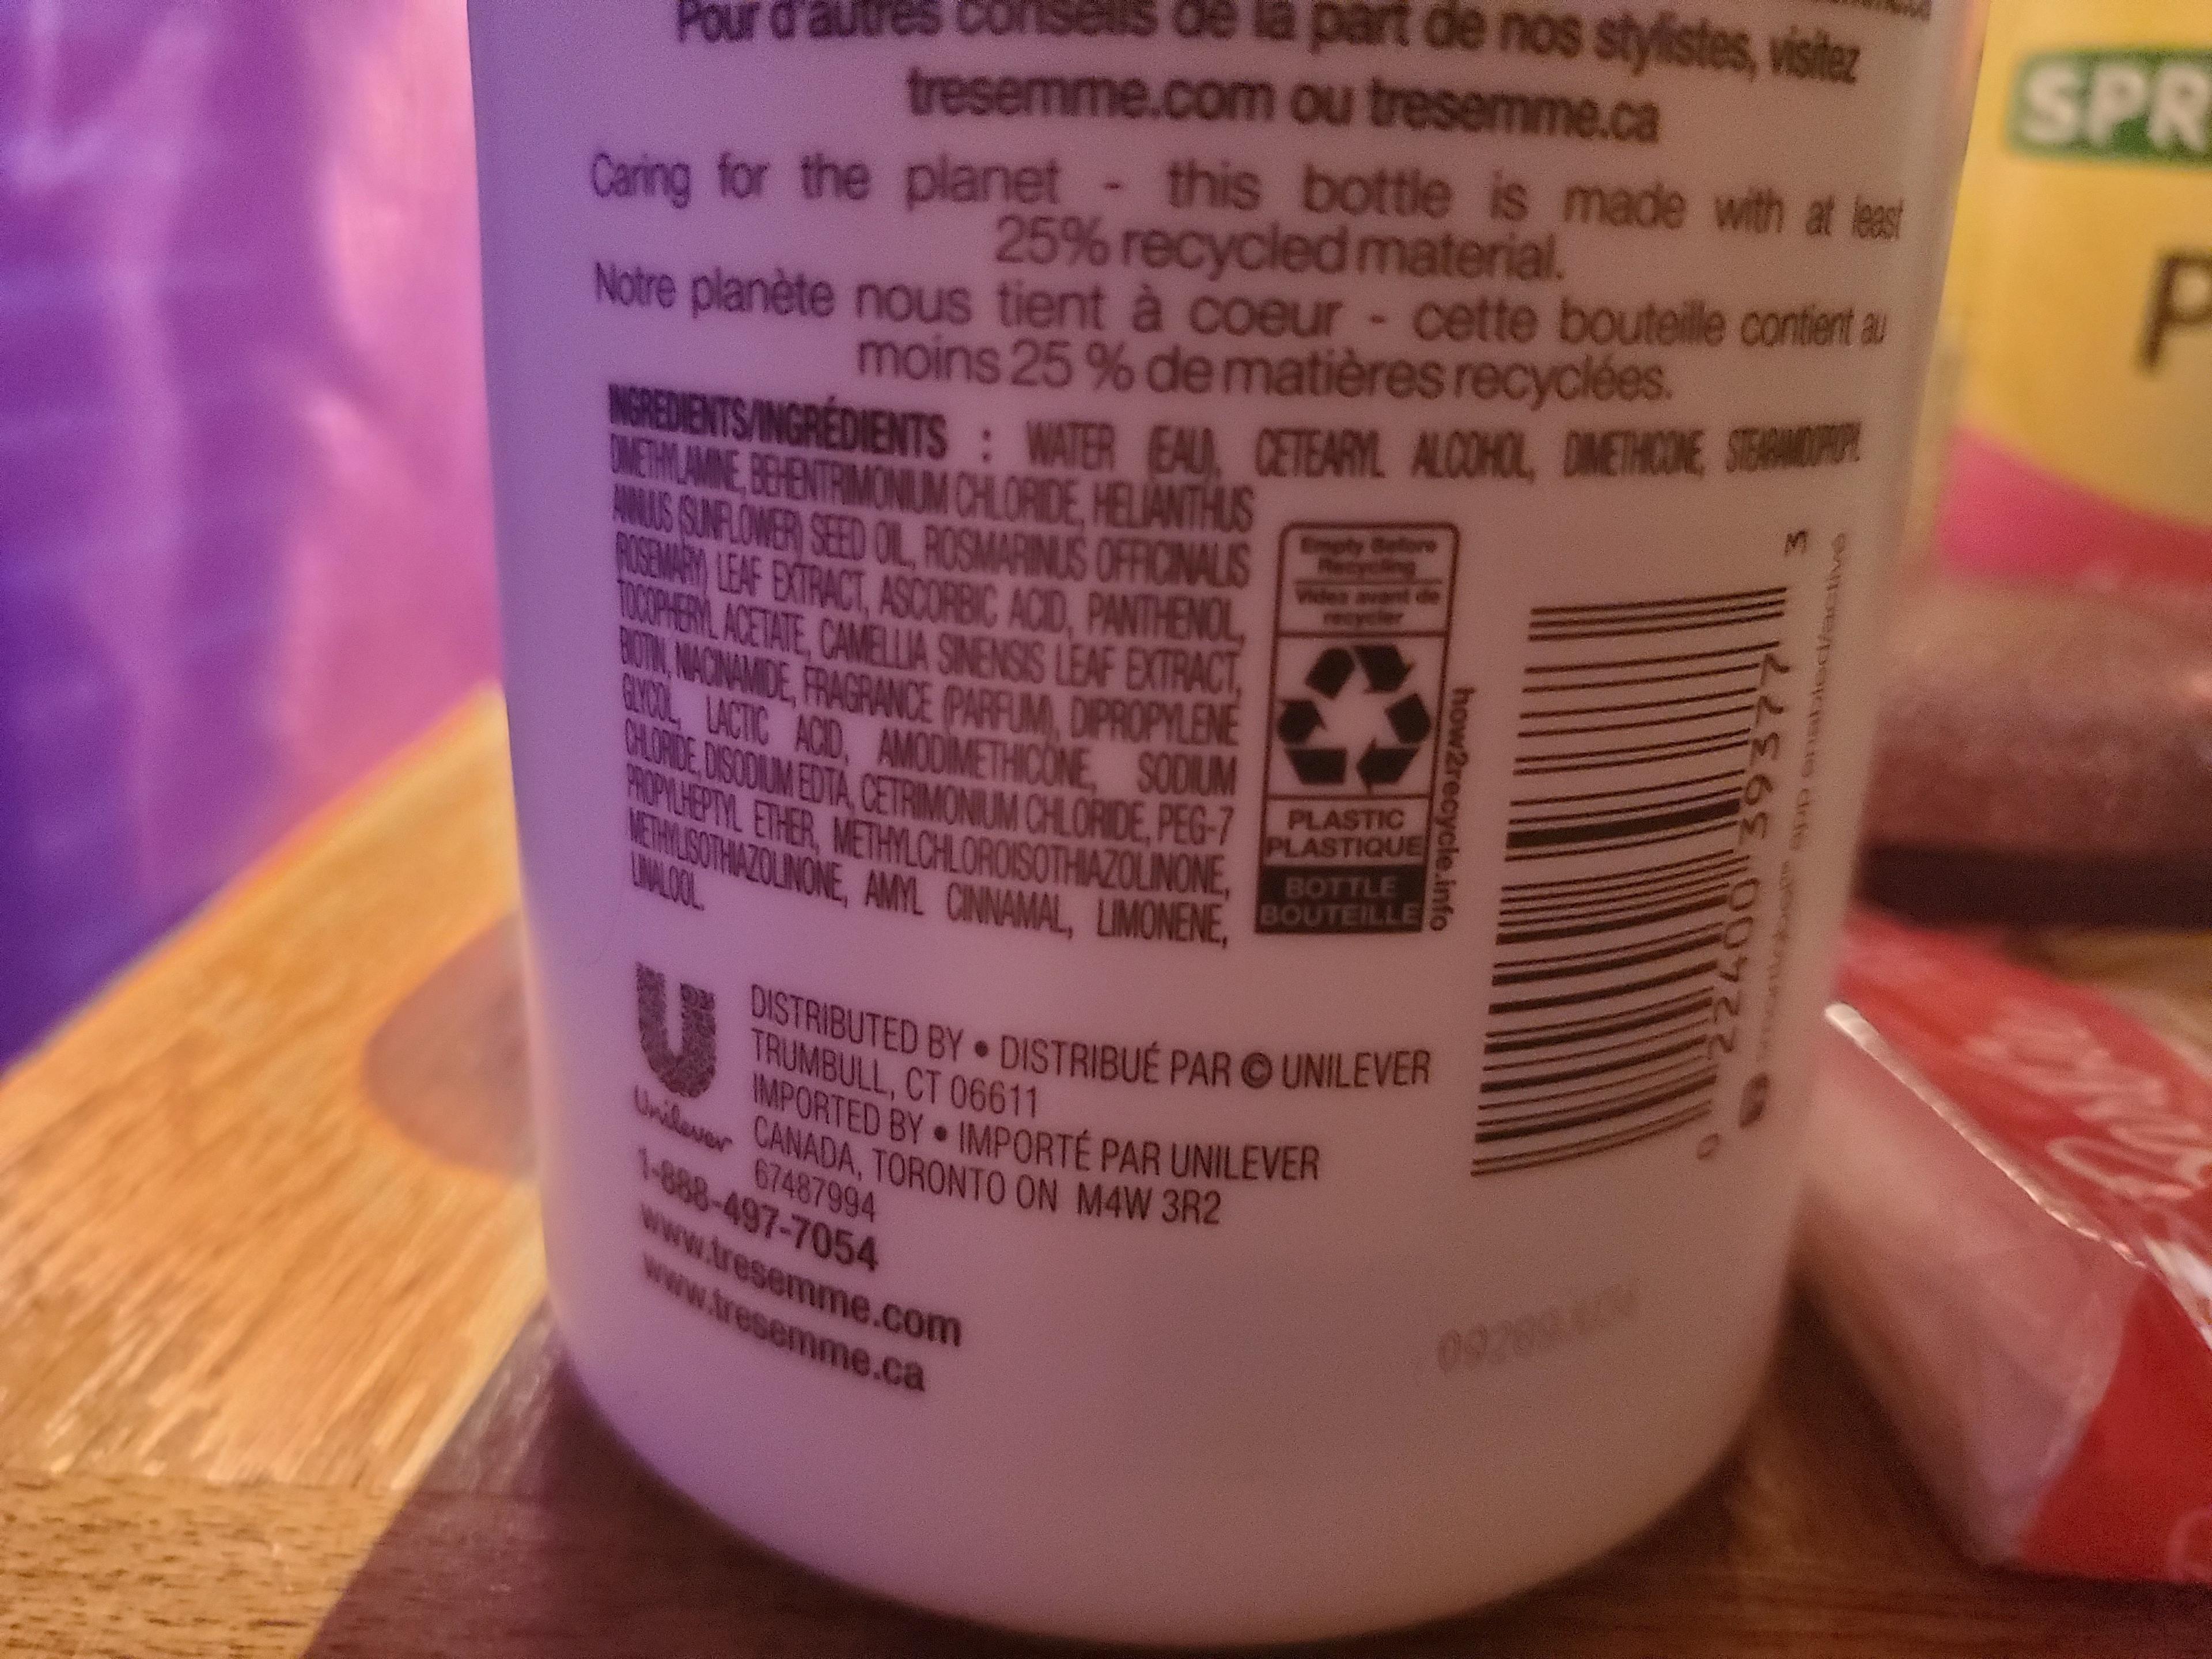 Pour d'autres conseils de la part de nos stylistes, visitez
tresemme.com ou tresemme.ca
Caring for the planet - this bottle is made with at least
25% recycled material.
Notre planète nous tient à coeur - cette bouteille contient au
moins 25 % de matières recyclées.
INGREDIENTS/INGRÉDIENTS : WATER (EAU), CETEARYL ALCOHOL, DIMETHICONE, STEARAMIDOPROPYL
DIMETHYLAMINE, BEHENTRIMONIUM CHLORIDE, HELIANTHUS
ANNUUS (SUNFLOWER) SEED OIL, ROSMARINUS OFFICINALIS
(ROSEMARY) LEAF EXTRACT, ASCORBIC ACID, PANTHENOL,
TOCOPHERYL ACETATE, CAMELLIA SINENSIS LEAF EXTRACT,
BIOTIN, NIACINAMIDE, FRAGRANCE (PARFUM), DIPROPYLENE
GLYCOL, LACTIC ACID, AMODIMETHICONE, SODIUM
CHLORIDE, DISODIUM EDTA, CETRIMONIUM CHLORIDE, PEG-7
PROPYLHEPTYL ETHER, METHYLCHLOROISOTHIAZOLINONE,
METHYLISOTHIAZOLINONE, AMYL CINNAMAL, LIMONENE,
LINALOOL.
Empty Before
Recycling
Videz avant de
recycler
PLASTIC
PLASTIQUE
BOTTLE
BOUTEILLE
how2recycle.info
0 22400 39377 3
Unilever
DISTRIBUTED BY • DISTRIBUÉ PAR © UNILEVER
TRUMBULL, CT 06611
IMPORTED BY • IMPORTÉ PAR UNILEVER
CANADA, TORONTO ON M4W 3R2
67487994
1-888-497-7054
www.tresemme.com
www.tresemme.ca
SPR
P